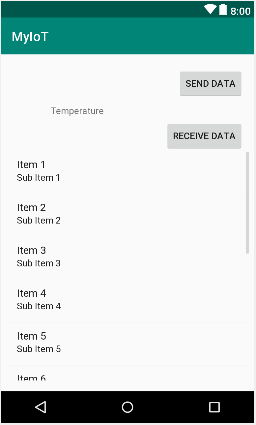 8:00
MyIoT
SEND DATA
Temperature
RECEIVE DATA
Item 1
Sub Item 1
Item 2
Sub Item 2
Item 3
Sub Item 3
Item 4
Sub Item 4
Item 5
Sub Item 5
Item 6